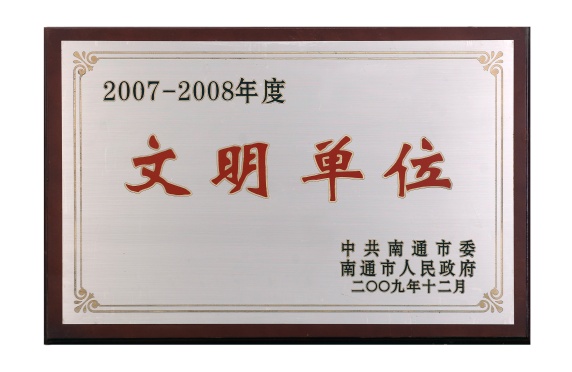 2007-2008年度
文明单位
中共南通市委
南通市人民政府
二〇〇九年十二月